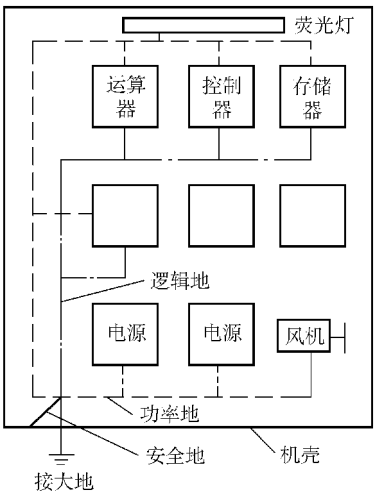 荧光灯
运算器
控制器
存储器
逻辑地
电源
电源
风机
功率地
安全地
机壳
接大地